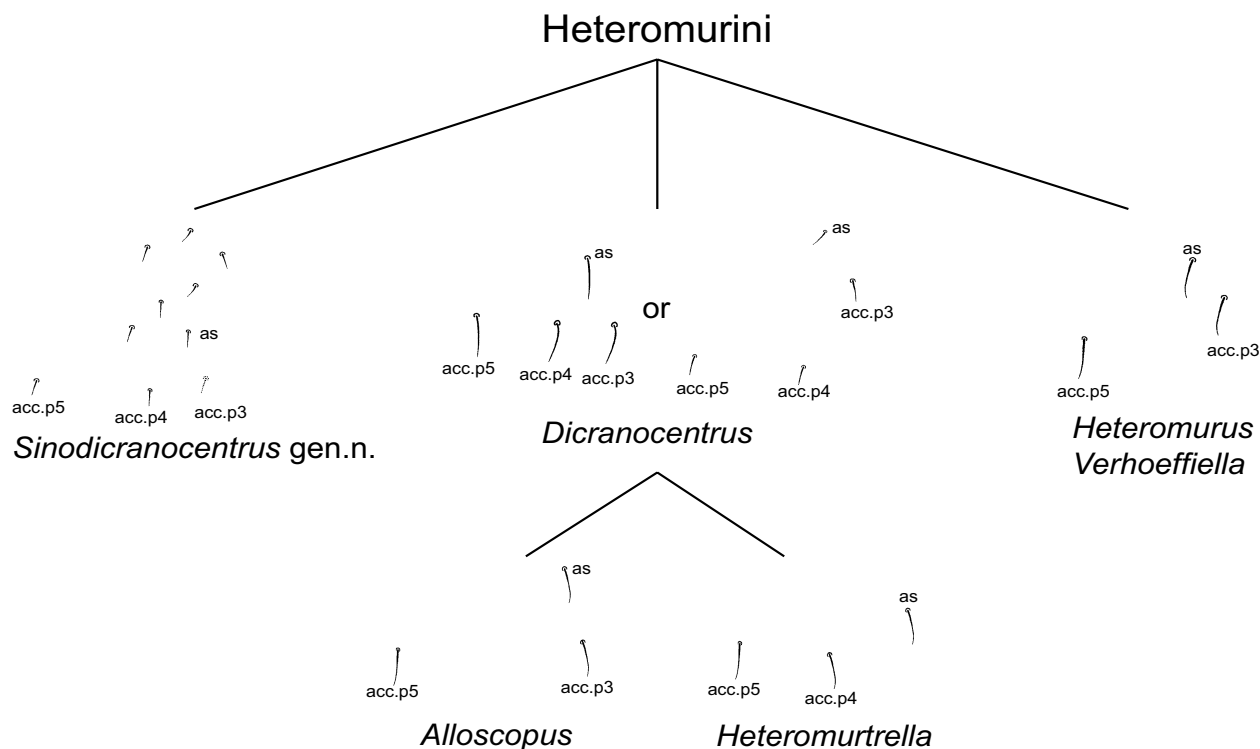 Heteromurini
as
acc.p5
acc.p4
acc.p3
Sinodicranocentrus gen.n.
as
acc.p5
acc.p4
acc.p3
or
as
acc.p3
acc.p5
acc.p4
Dicranocentrus
as
acc.p3
acc.p5
Heteromurus
Verhoeffiella
as
acc.p5
acc.p3
Alloscopus
as
acc.p5
acc.p4
Heteromurtrella